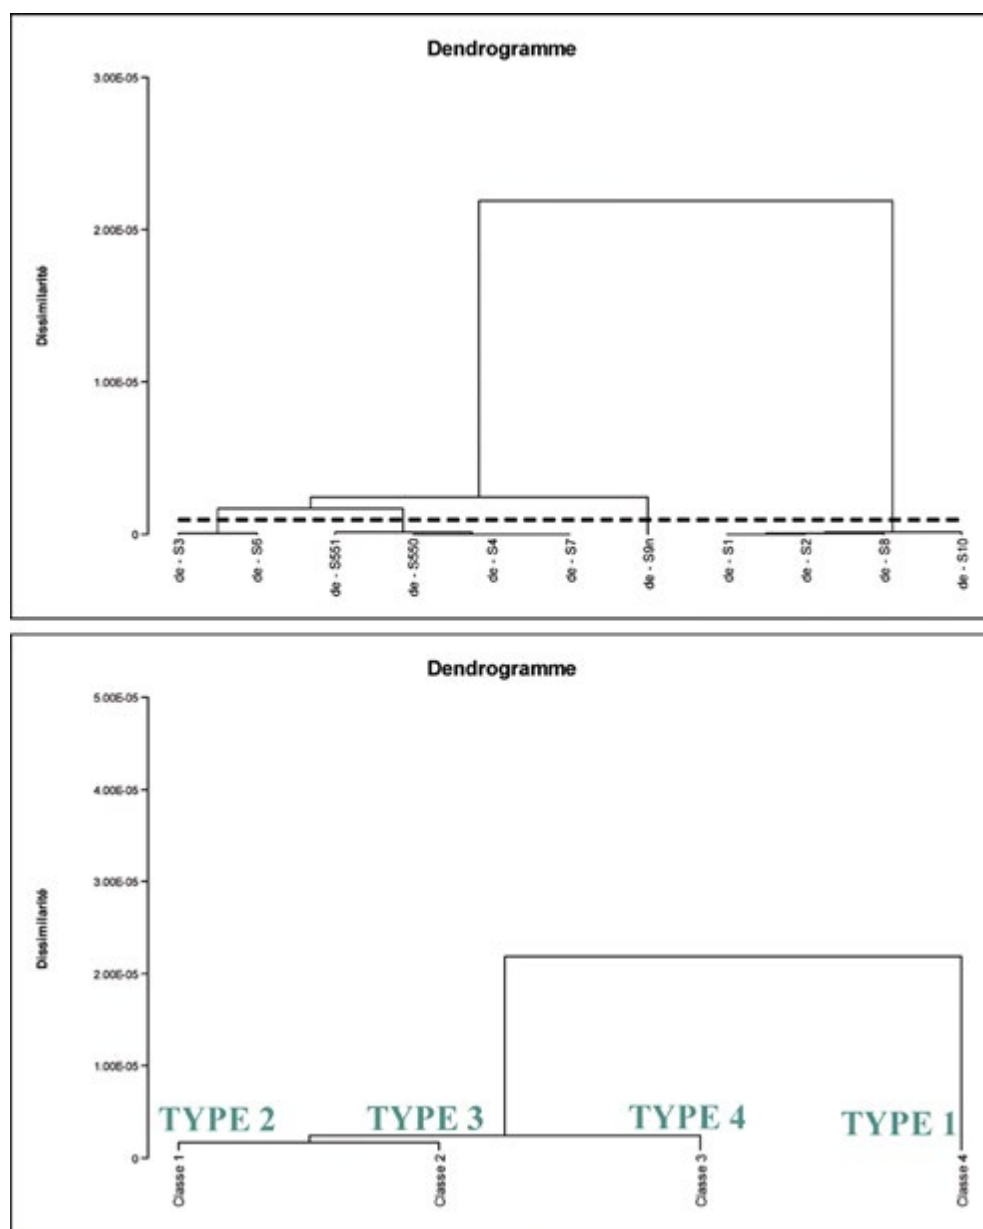 Dendrogramme
3.00E-05
2.00E-05
Dissimilarité
1.00E-05
0
de - S3
de - S6
de - S551
de - S550
de - S4
de - S7
de - S9n
de - S1
de - S2
de - S8
de - S10
Dendrogramme
5.00E-05
4.00E-05
3.00E-05
Dissimilarité
2.00E-05
1.00E-05
TYPE 2
TYPE 3
TYPE 4
TYPE 1
0
Classe 1
Classe 2
Classe 3
Classe 4